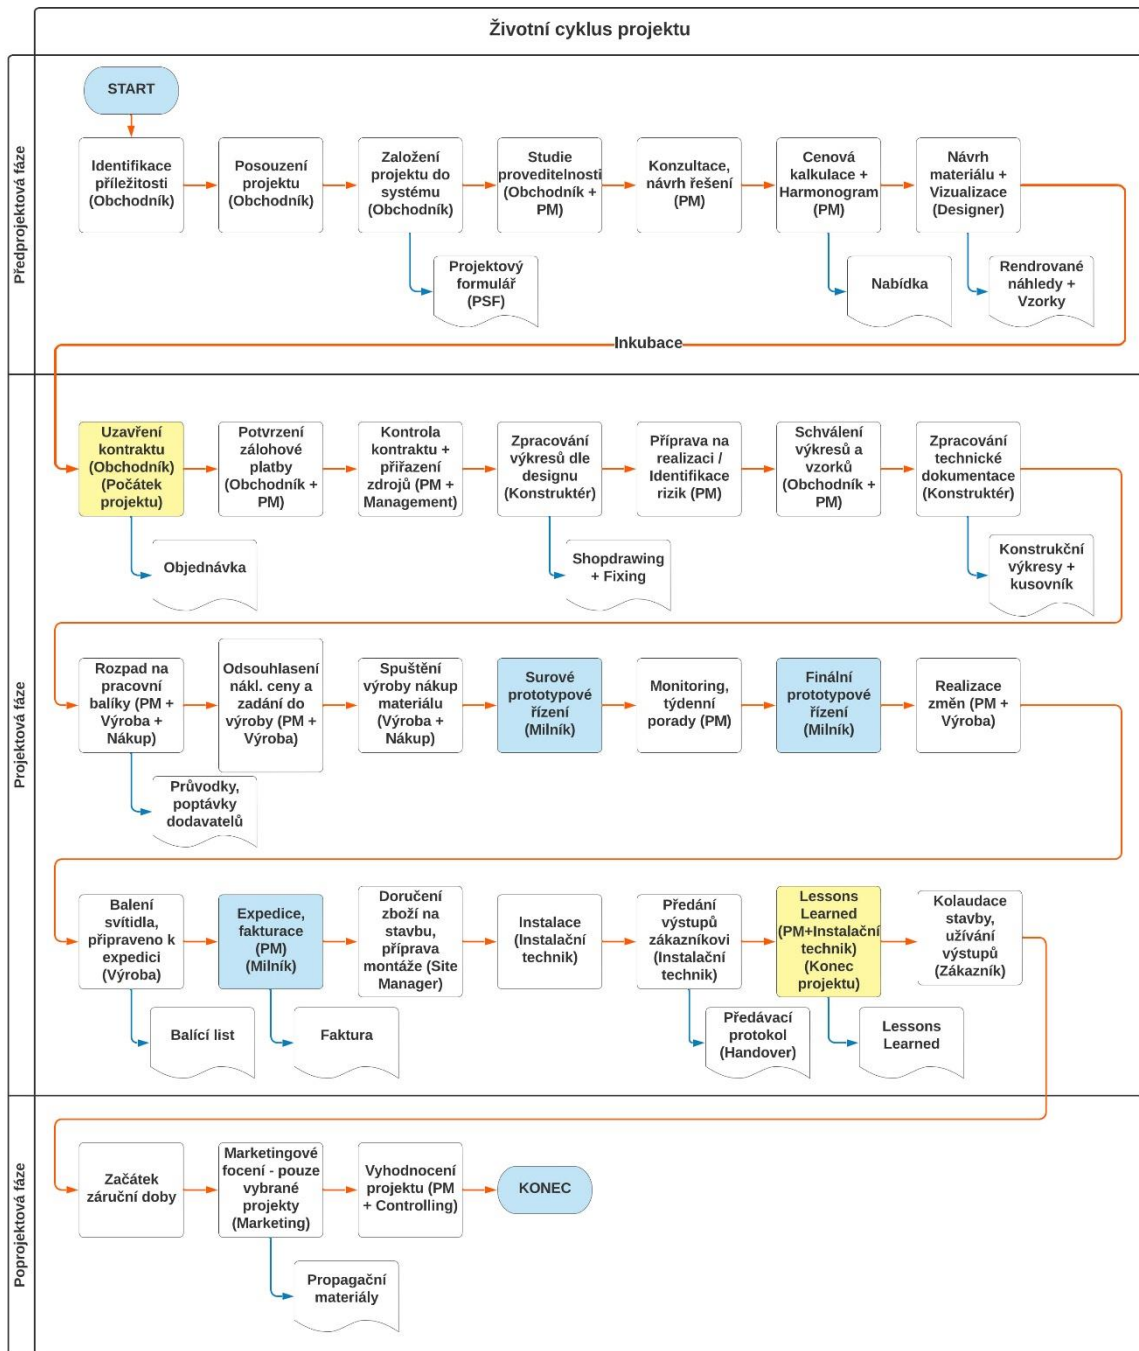 Životní cyklus projektu
Předprojektová fáze
START
Identifikace
příležitosti
(Obchodník)
Posouzení
projektu
(Obchodník)
Založení
projektu do
systému
(Obchodník)
Studie
proveditelnosti
(Obchodník +
PM)
Konzultace,
návrh řešení
(PM)
Cenová
kalkulace +
Harmonogram
(PM)
Návrh
materiálu +
Vizualizace
(Designer)
Projektový
formulář
(PSF)
Nabídka
Rendrované
náhledy +
Vzorky
Inkubace
Projektová fáze
Uzavření
kontraktu
(Obchodník)
(Počátek
projektu)
Potvrzení
zálohové
platby
(Obchodník +
PM)
Kontrola
kontraktu +
přiřazení
zdrojů (PM +
Management)
Zpracování
výkresů dle
designu
(Konstruktér)
Příprava na
realizaci /
Identifikace
rizik (PM)
Schválení
výkresů a
vzorků
(Obchodník +
PM)
Zpracování
technické
dokumentace
(Konstruktér)
Objednávka
Shopdrawing
+ Fixing
Konstrukční
výkresy +
kusovník
Rozpad na
pracovní
balíky (PM +
Výroba +
Nákup)
Odsouhlasení
nákl. ceny a
zadání do
výroby (PM +
Výroba)
Spuštění
výroby nákup
materiálu
(Výroba +
Nákup)
Surové
prototypové
řízení
(Milník)
Monitoring,
týdenní
porady (PM)
Finální
prototypové
řízení
(Milník)
Realizace
změn (PM +
Výroba)
Průvodky,
poptávky
dodavatelů
Balení
svítidla,
připraveno k
expedici
(Výroba)
Expedice,
fakturace
(PM)
(Milník)
Doručení
zboží na
stavbu,
příprava
montáže (Site
Manager)
Instalace
(Instalační
technik)
Předání
výstupů
zákazníkovi
(Instalační
technik)
Lessons
Learned
(PM+Instalační
technik)
(Konec
projektu)
Kolaudace
stavby,
užívání
výstupů
(Zákazník)
Balící list
Faktura
Předávací
protokol
(Handover)
Lessons
Learned
Poprojektová fáze
Začátek
záruční doby
Marketingové
focení - pouze
vybrané
projekty
(Marketing)
Vyhodnocení
projektu (PM
+ Controlling)
KONEC
Propagační
materiály